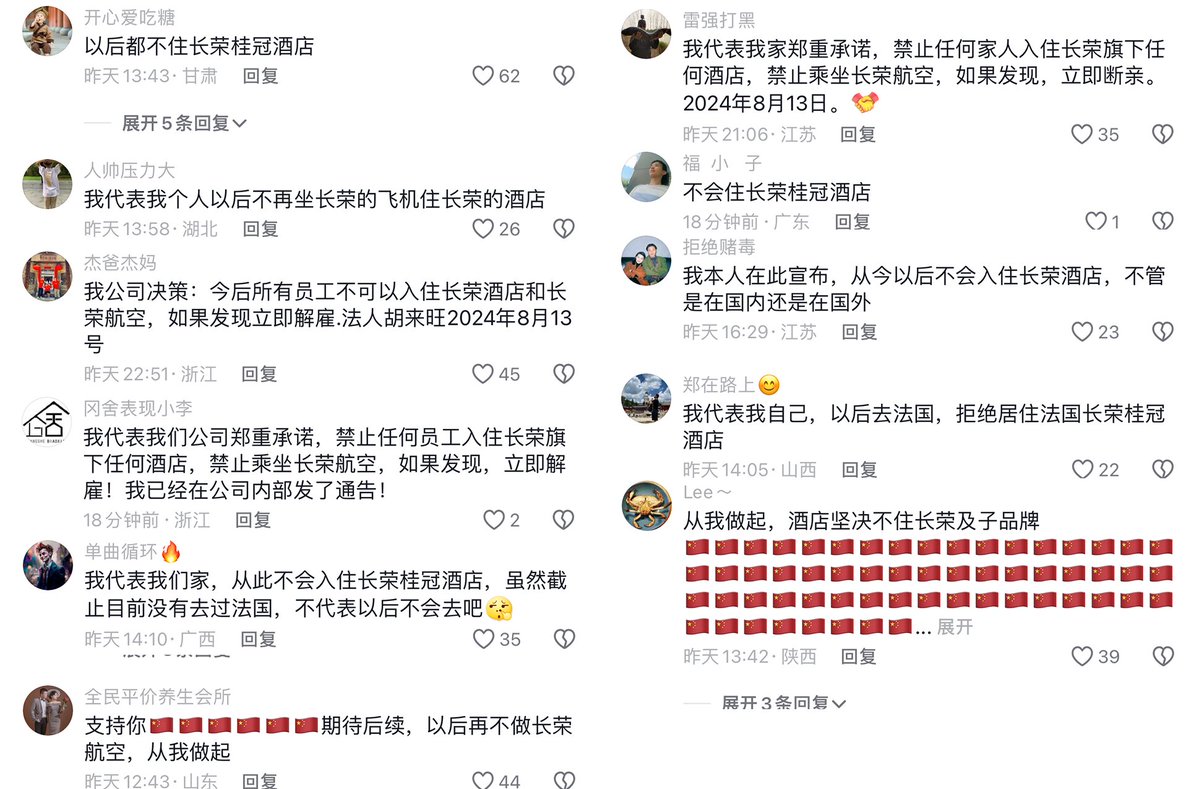 开心爱吃糖
以后都不住长荣桂冠酒店
昨天13:43·甘肃 回复 62
展开5条回复
人帅压力大
我代表我个人以后不再坐长荣的飞机住长荣的酒店
昨天13:58·湖北 回复 26
杰爸杰妈
我公司决策：今后所有员工不可以入住长荣酒店和长
荣航空，如果发现立即解雇.法人胡来旺2024年8月13
号
昨天22:51·浙江 回复 45
冈舍表现小李
我代表我们公司郑重承诺，禁止任何员工入住长荣旗
下任何酒店，禁止乘坐长荣航空，如果发现，立即解
雇！我已经在公司内部发了通告！
18分钟前·浙江 回复 2
单曲循环🔥
我代表我们家，从此不会入住长荣桂冠酒店，虽然截
止目前没有去过法国，不代表以后不会去吧🫢
昨天14:10·广西 回复 35
全民平价养生会所
支持你🇨🇳🇨🇳🇨🇳🇨🇳🇨🇳🇨🇳期待后续，以后再不做长荣
航空，从我做起
昨天12:43·山东 回复 44
雷强打黑
我代表我家郑重承诺，禁止任何家人入住长荣旗下任
何酒店，禁止乘坐长荣航空，如果发现，立即断亲。
2024年8月13日。🤝
昨天21:06·江苏 回复 35
福 小 子
不会住长荣桂冠酒店
18分钟前·广东 回复 1
拒绝赌毒
我本人在此宣布，从今以后不会入住长荣酒店，不管
是在国内还是在国外
昨天16:29·江苏 回复 23
郑在路上😊
我代表我自己，以后去法国，拒绝居住法国长荣桂冠
酒店
昨天14:05·山西 回复 22
Lee～
从我做起，酒店坚决不住长荣及子品牌
🇨🇳🇨🇳🇨🇳🇨🇳🇨🇳🇨🇳🇨🇳🇨🇳🇨🇳🇨🇳🇨🇳🇨🇳🇨🇳🇨🇳🇨🇳🇨🇳🇨🇳
🇨🇳🇨🇳🇨🇳🇨🇳🇨🇳🇨🇳🇨🇳🇨🇳🇨🇳🇨🇳🇨🇳🇨🇳🇨🇳🇨🇳🇨🇳🇨🇳🇨🇳
🇨🇳🇨🇳🇨🇳🇨🇳🇨🇳🇨🇳🇨🇳🇨🇳🇨🇳🇨🇳🇨🇳🇨🇳🇨🇳🇨🇳🇨🇳🇨🇳🇨🇳
🇨🇳🇨🇳🇨🇳🇨🇳🇨🇳🇨🇳🇨🇳🇨🇳... 展开
昨天13:42·陕西 回复 39
展开3条回复